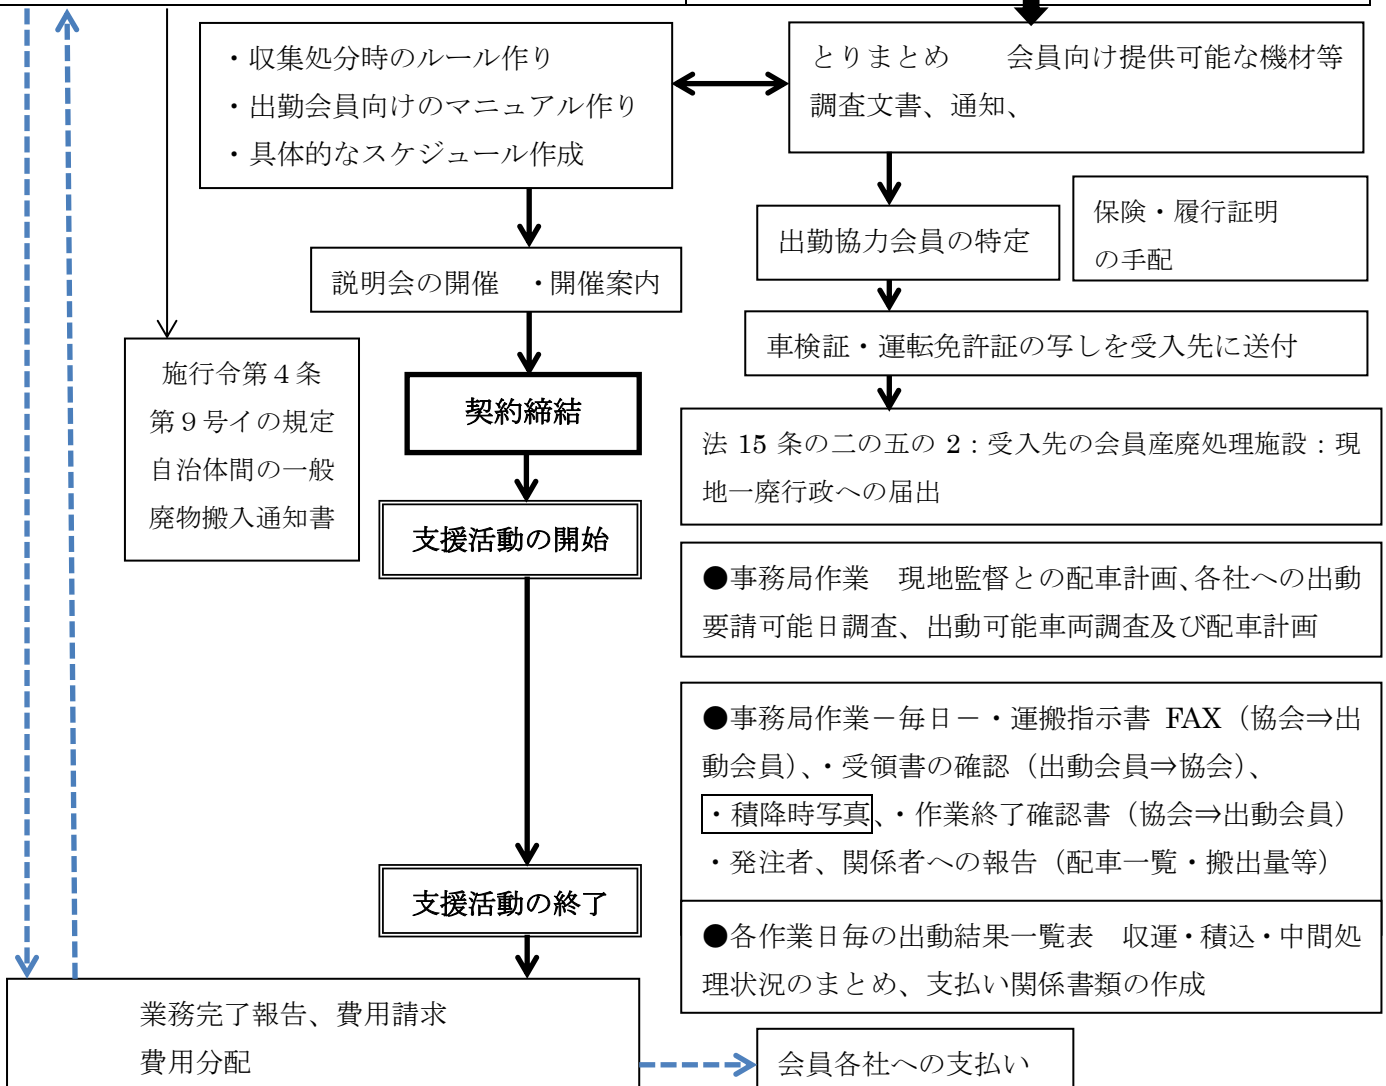 ・収集処分時のルール作り
・出勤会員向けのマニュアル作り
・具体的なスケジュール作成
とりまとめ　　会員向け提供可能な機材等
調査文書、通知、
出勤協力会員の特定
保険・履行証明
の手配
説明会の開催　・開催案内
車検証・運転免許証の写しを受入先に送付
施行令第４条
第９号イの規定
自治体間の一般
廃物搬入通知書
契約締結
法 15 条の二の五の 2：受入先の会員産廃処理施設：現
地一廃行政への届出
支援活動の開始
●事務局作業　現地監督との配車計画、各社への出動
要請可能日調査、出動可能車両調査及び配車計画
●事務局作業－毎日－・運搬指示書 FAX（協会⇒出
動会員）、・受領書の確認（出動会員⇒協会）、
・積降時写真、・作業終了確認書（協会⇒出動会員）
・発注者、関係者への報告（配車一覧・搬出量等）
支援活動の終了
●各作業日毎の出動結果一覧表　収運・積込・中間処
理状況のまとめ、支払い関係書類の作成
業務完了報告、費用請求
費用分配
会員各社への支払い